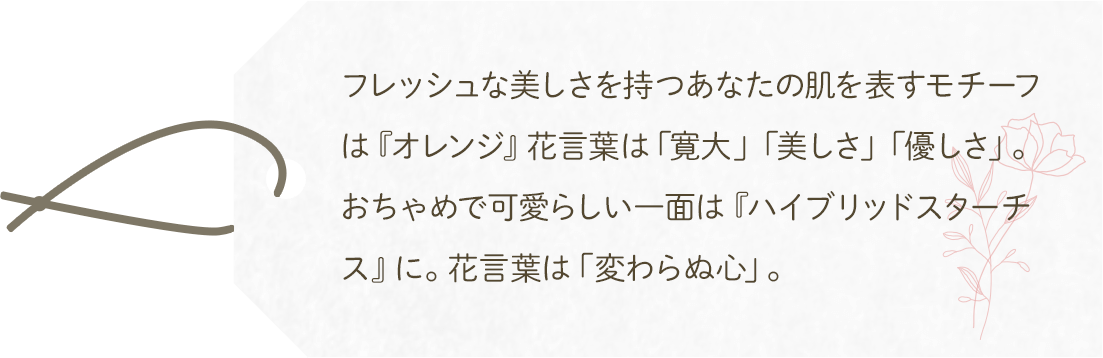 フレッシュな美しさを持つあなたの肌を表すモチーフ
は『オレンジ』花言葉は「寛大」「美しさ」「優しさ」。
おちゃめで可愛らしい一面は『ハイブリッドスターチ
ス』に。花言葉は「変わらぬ心」。